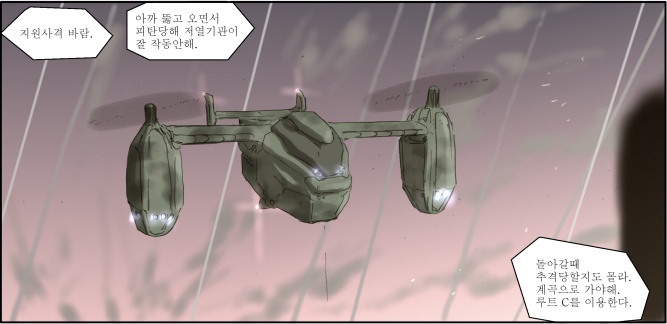 지원사격 바람.
아까 뚫고 오면서
피탄당해 저열기관이
잘 작동안해.
돌아갈때
추격당할지도 몰라.
계곡으로 가야해.
루트 C를 이용한다.